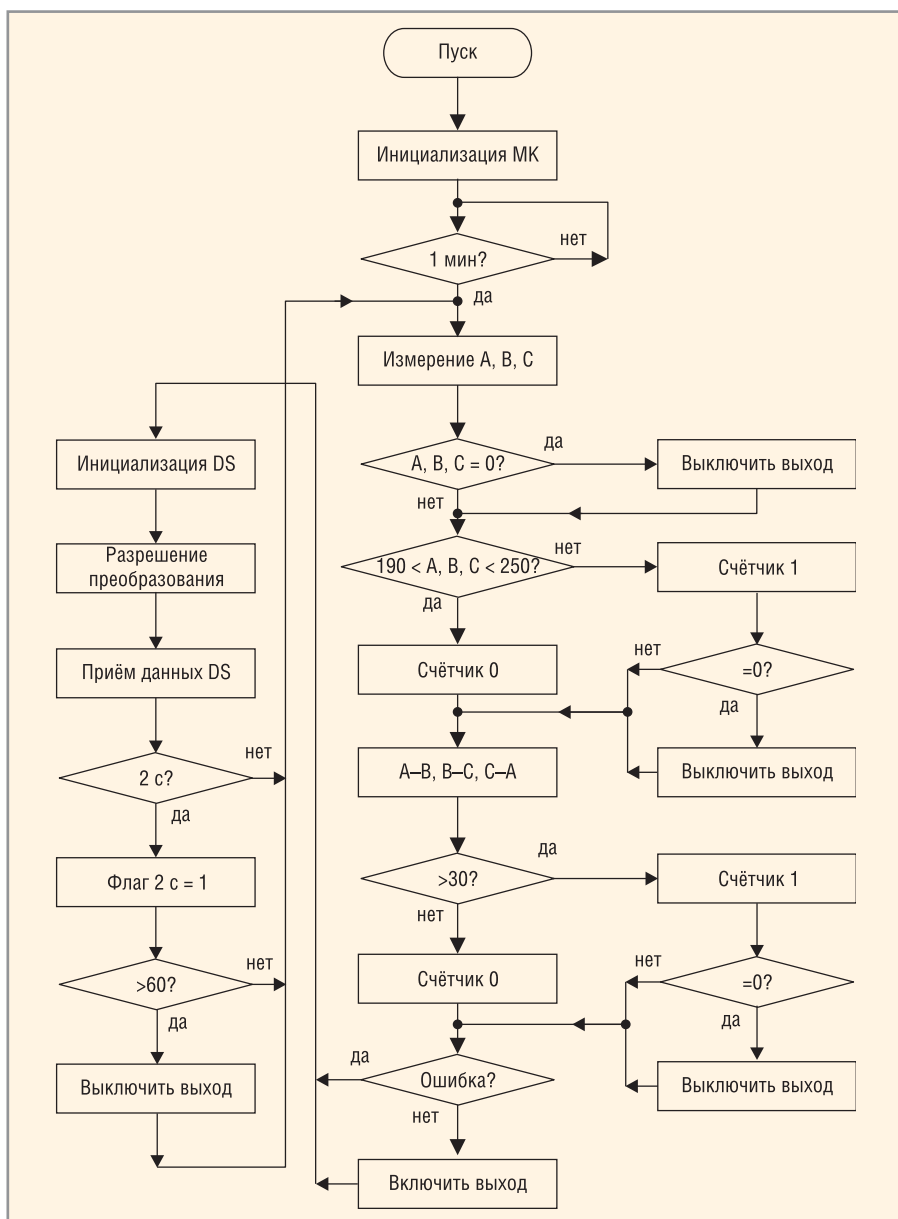 Пуск
Инициализация МК
1 мин?
нет
да
Измерение А, В, С
А, В, С = 0?
да
Выключить выход
нет
190 < А, В, С < 250?
нет
Счётчик 1
да
Счётчик 0
=0?
нет
да
Выключить выход
А–В, В–С, С–А
>30?
да
Счётчик 1
нет
Счётчик 0
=0?
нет
да
Выключить выход
Ошибка?
да
нет
Включить выход
Инициализация DS
Разрешение
преобразования
Приём данных DS
2 с?
нет
да
Флаг 2 с = 1
>60?
нет
да
Выключить выход